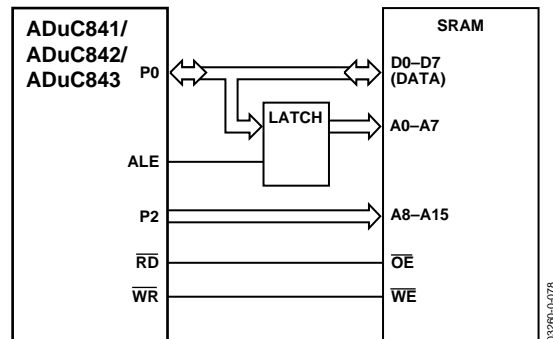 ADuC841/
ADuC842/
ADuC843
SRAM
P0
D0–D7
(DATA)
LATCH
A0–A7
ALE
P2
A8–A15
RD
OE
WR
WE
03260-0-078